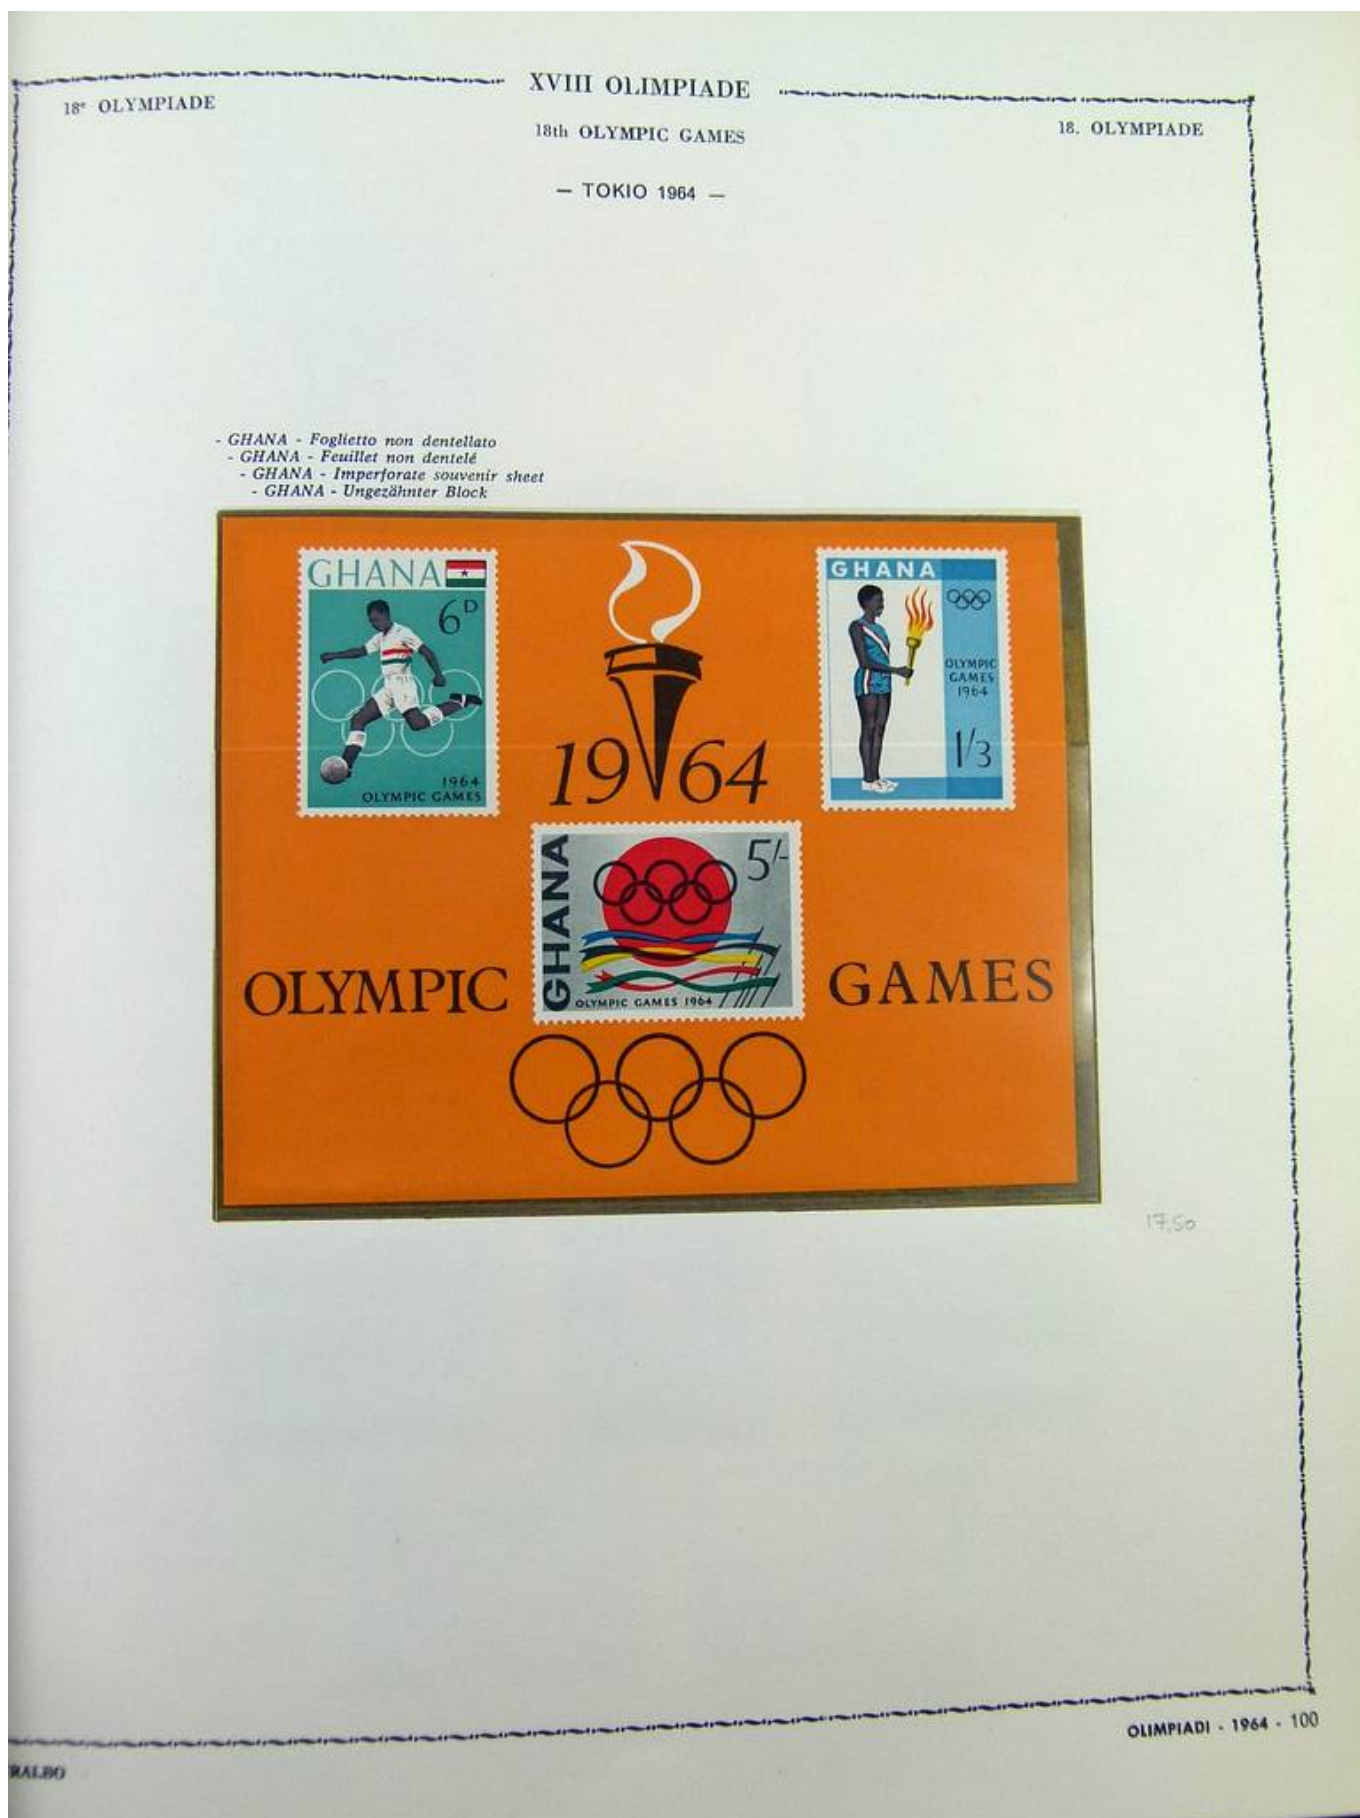 XVIII OLIMPIADE
18e OLYMPIADE
18th OLYMPIC GAMES
18. OLYMPIADE
— TOKIO 1964 —
- GHANA - Foglietto non dentellato
- GHANA - Feuillet non dentelé
- GHANA - Imperforate souvenir sheet
- GHANA - Ungezähnter Block
GHANA
6D
1964
OLYMPIC GAMES
1964
GHANA
OLYMPIC
GAMES
1964
1/3
GHANA
5/-
OLYMPIC GAMES 1964
OLYMPIC GAMES
17,50
OLIMPIADI - 1964 - 100
RALBO